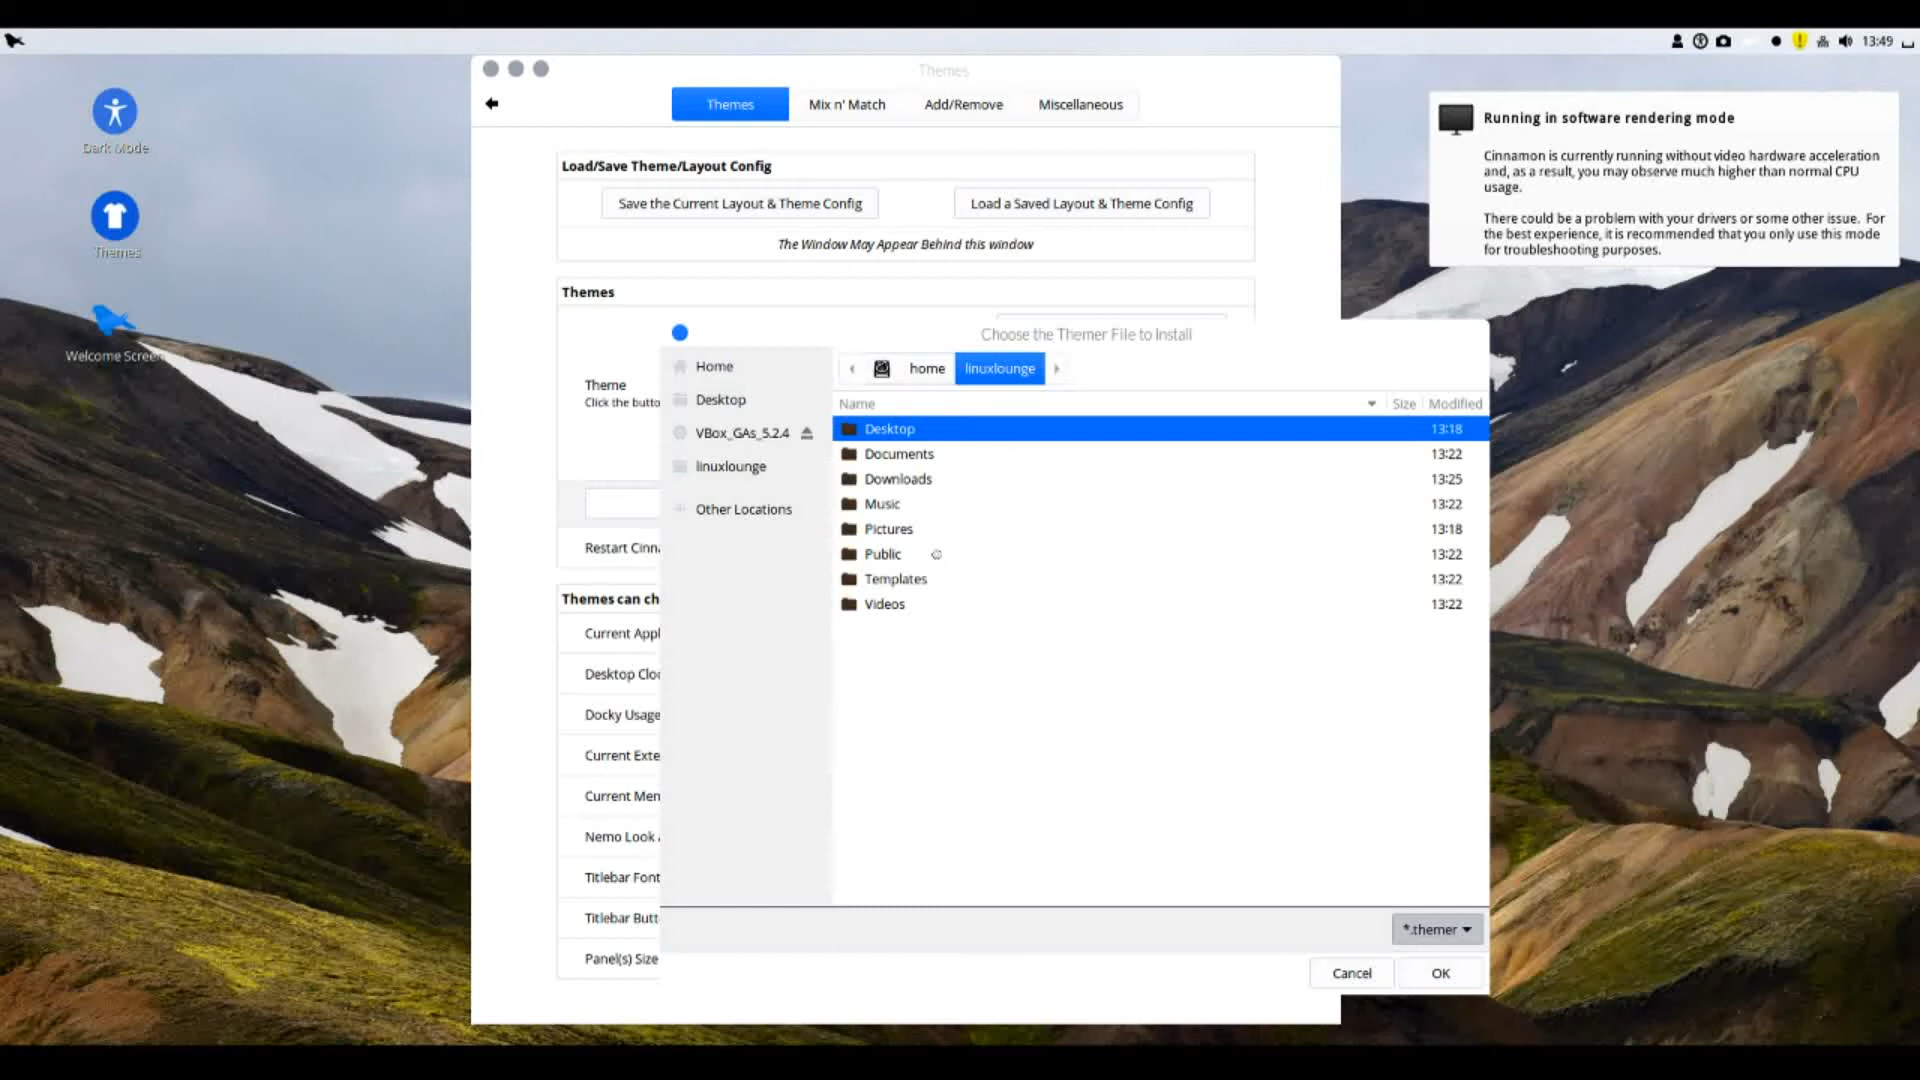 13:49
Dark Mode
Themes
Welcome Screen
Themes
Themes
Mix n' Match
Add/Remove
Miscellaneous
Load/Save Theme/Layout Config
Save the Current Layout & Theme Config
Load a Saved Layout & Theme Config
The Window May Appear Behind this window
Themes
Theme
Click the butto
Restart Cinn
Themes can ch
Current Appl
Desktop Clo
Docky Usage
Current Exte
Current Men
Nemo Look
Titlebar Font
Titlebar Butt
Panel(s) Size
Choose the Themer File to Install
Home
Desktop
VBox_GAs_5.2.4
linuxlounge
Other Locations
home
linuxlounge
Name
Size
Modified
Desktop 13:18
Documents 13:22
Downloads 13:25
Music 13:22
Pictures 13:18
Public 13:22
Templates 13:22
Videos 13:22
*.themer
Cancel
OK
Running in software rendering mode
Cinnamon is currently running without video hardware acceleration
and, as a result, you may observe much higher than normal CPU
usage.
There could be a problem with your drivers or some other issue. For
the best experience, it is recommended that you only use this mode
for troubleshooting purposes.